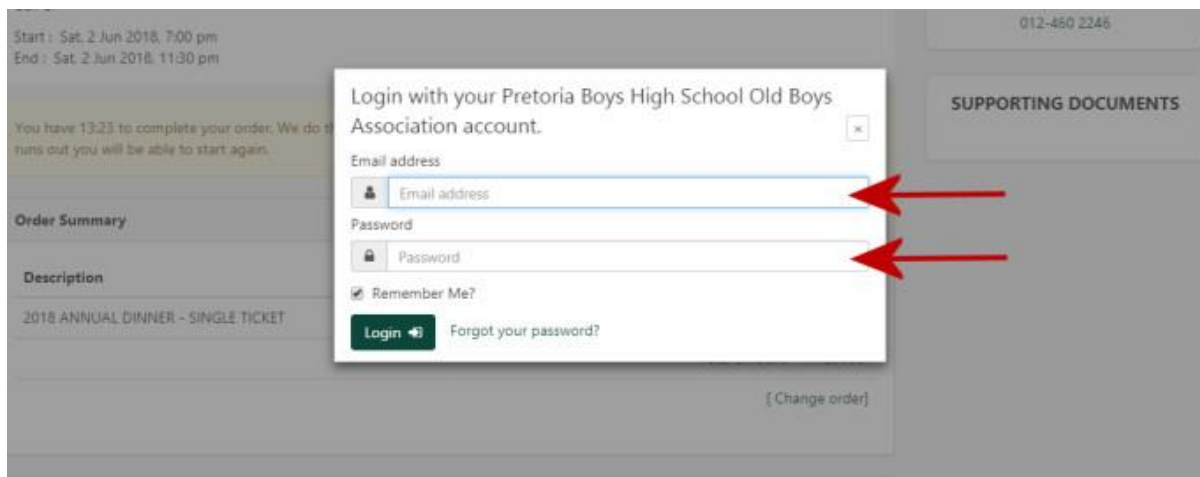 Start : Sat, 2 Jun 2018, 7:00 pm
End : Sat, 2 Jun 2018, 11:30 pm
012-460 2246
You have 13:23 to complete your order. We do
runs out you will be able to start again.
Login with your Pretoria Boys High School Old Boys
Association account.
×
Email address
Email address
Password
Password
Remember Me?
Login
Forgot your password?
SUPPORTING DOCUMENTS
Order Summary
Description
2018 ANNUAL DINNER - SINGLE TICKET
[ Change order]